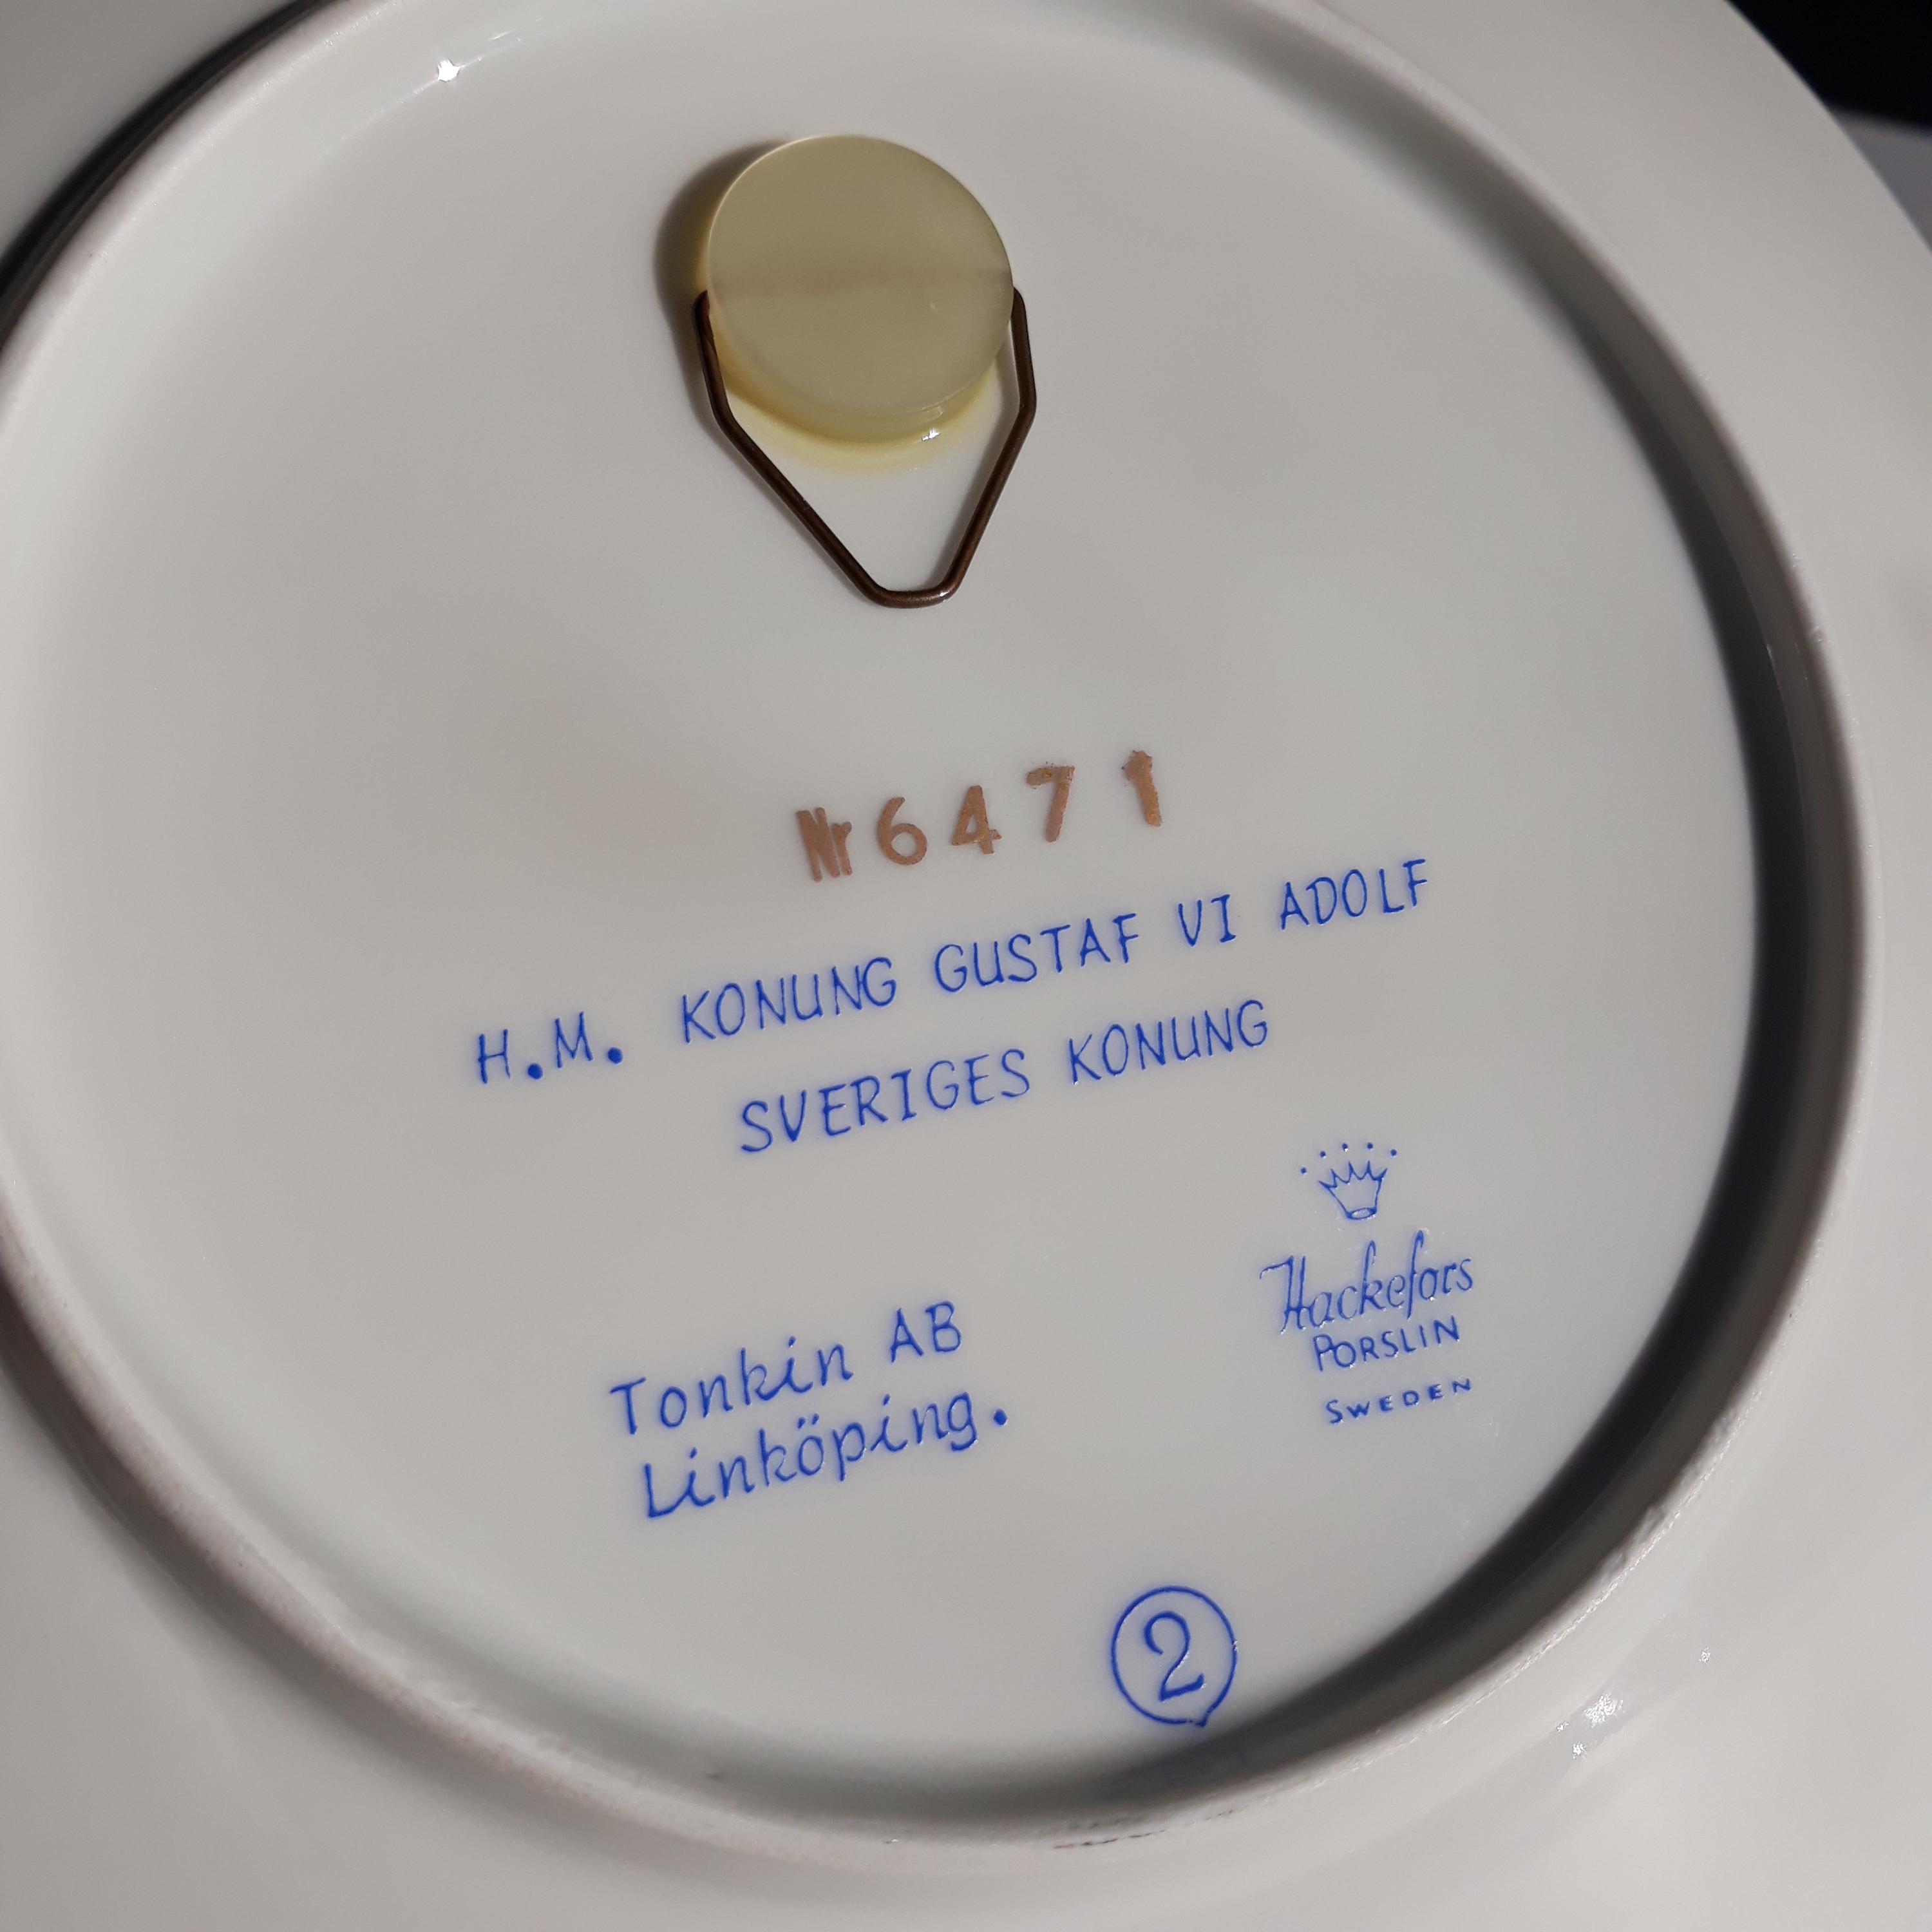 Nr 6471
H.M. KONUNG GUSTAF VI ADOLF
SVERIGES KONUNG
Hackefors
PORSLIN
SWEDEN
Tonkin AB
Linköping.
2